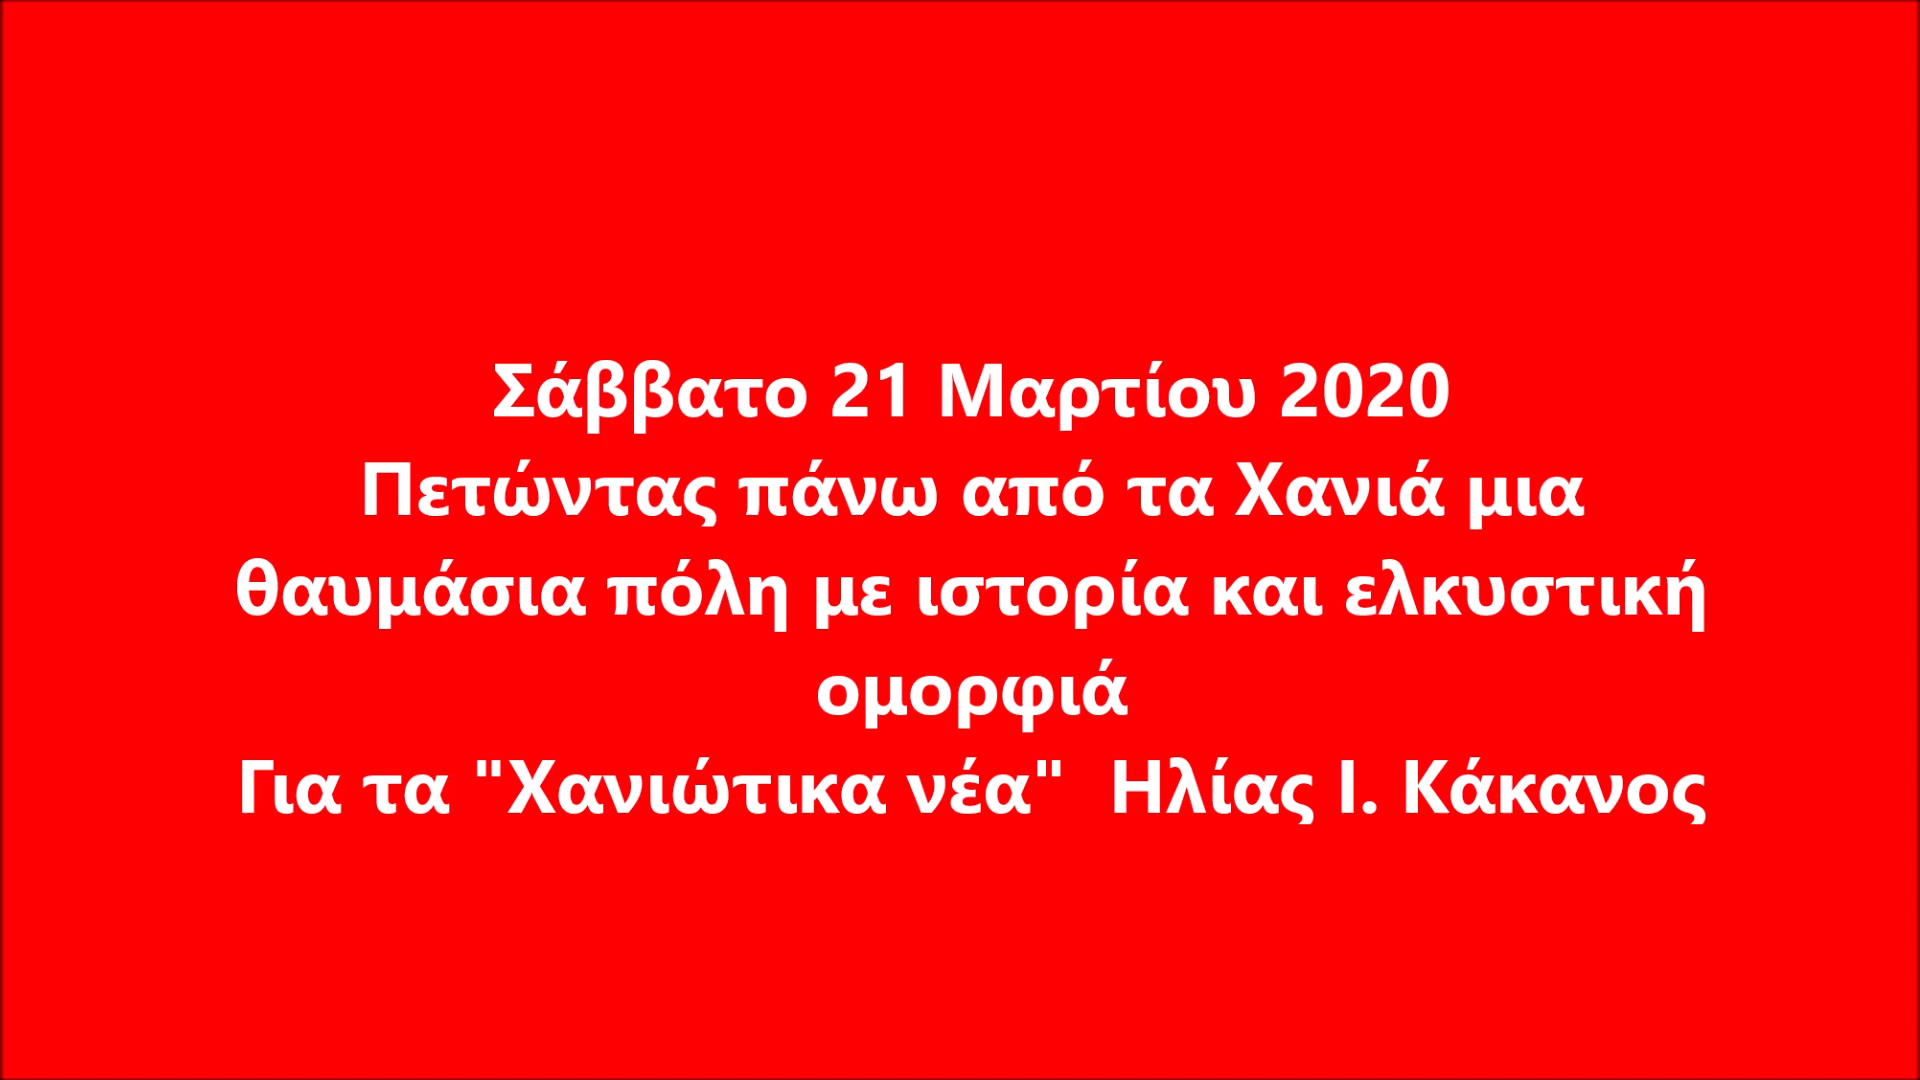 Σάββατο 21 Μαρτίου 2020
Πετώντας πάνω από τα Χανιά μια
θαυμάσια πόλη με ιστορία και ελκυστική
ομορφιά
Για τα "Χανιώτικα νέα"  Ηλίας Ι. Κάκανος